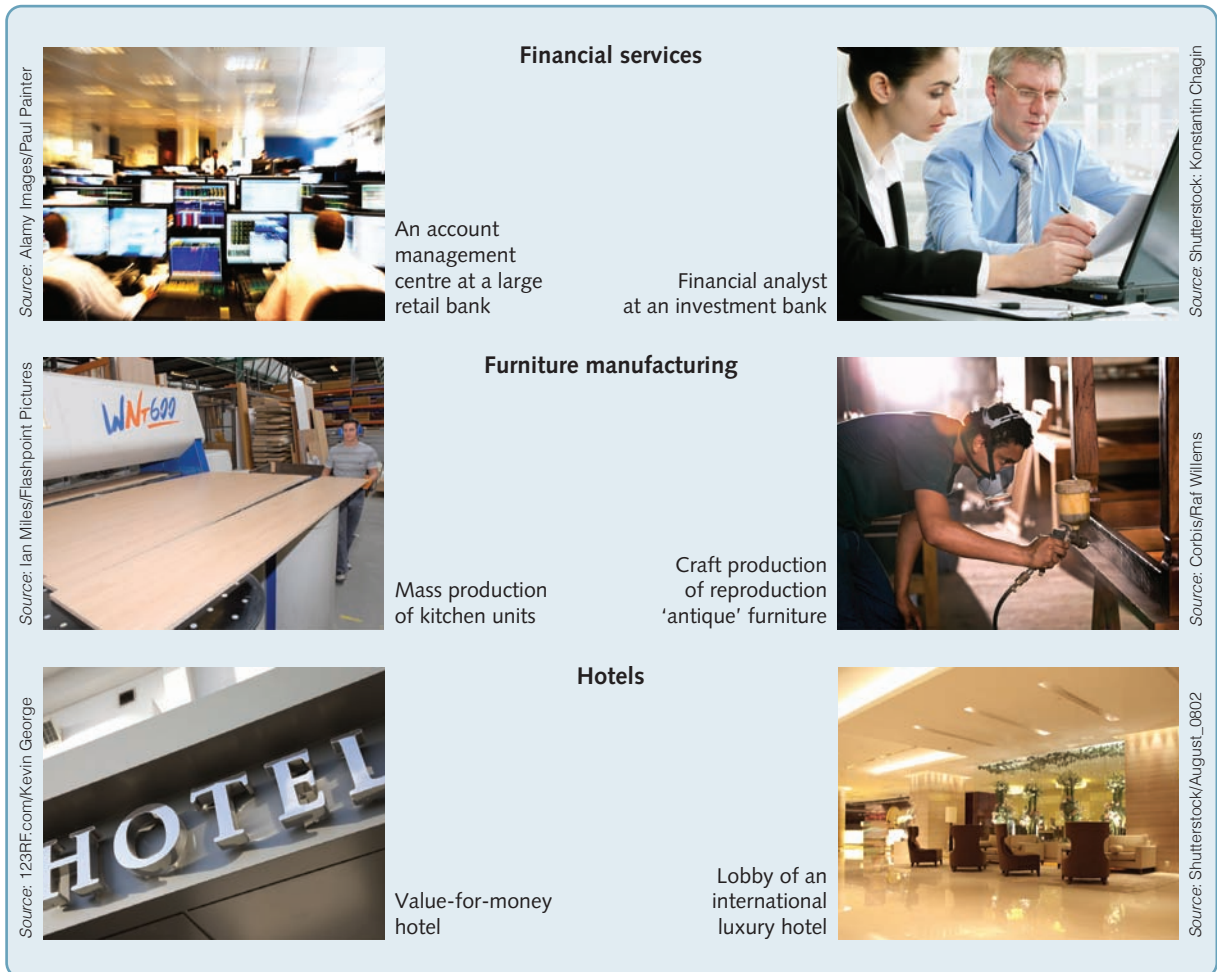 Financial services
Source: Alamy Images/Paul Painter
An account
management
centre at a large
retail bank
Financial analyst
at an investment bank
Source: Shutterstock: Konstantin Chagin
Furniture manufacturing
Source: Ian Miles/Flashpoint Pictures
WNT600
Mass production
of kitchen units
Craft production
of reproduction
‘antique’ furniture
Source: Corbis/Raf Willems
Hotels
Source: 123RF.com/Kevin George
HOTEL
Value-for-money
hotel
Lobby of an
international
luxury hotel
Source: Shutterstock/August_0802